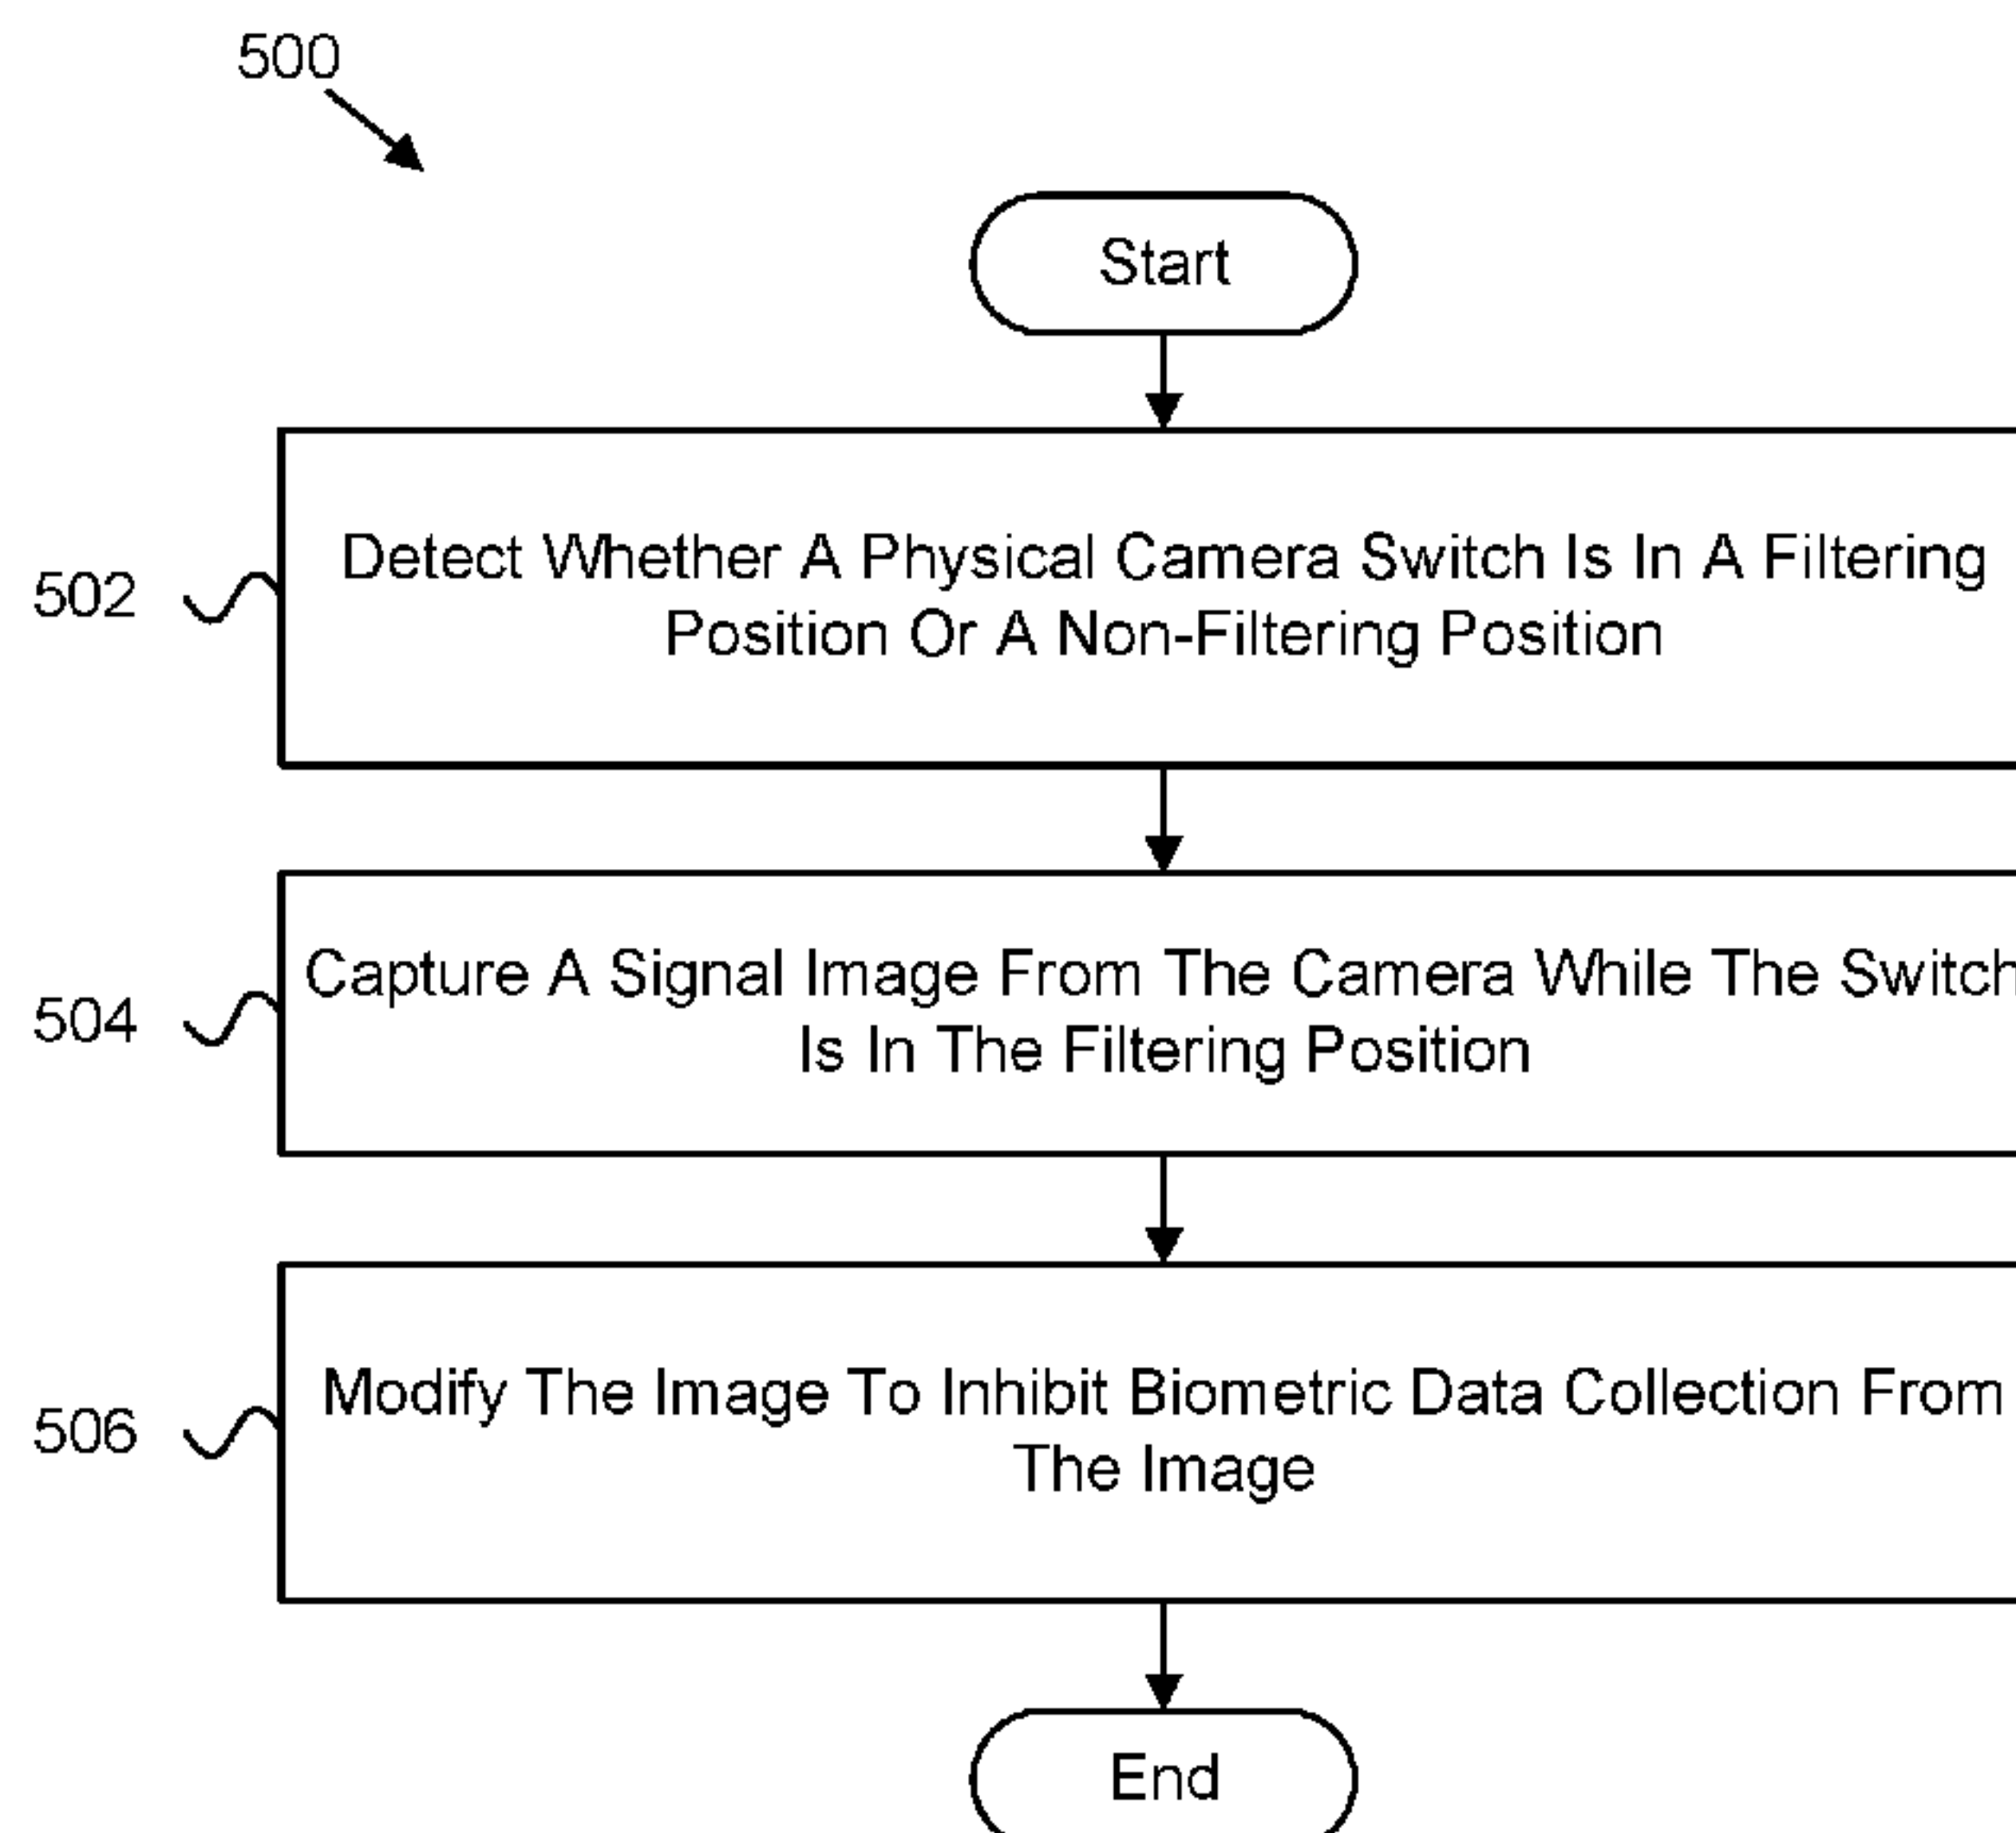 500
Start
502
Detect Whether A Physical Camera Switch Is In A Filtering
Position Or A Non-Filtering Position
504
Capture A Signal Image From The Camera While The Switch
Is In The Filtering Position
506
Modify The Image To Inhibit Biometric Data Collection From
The Image
End